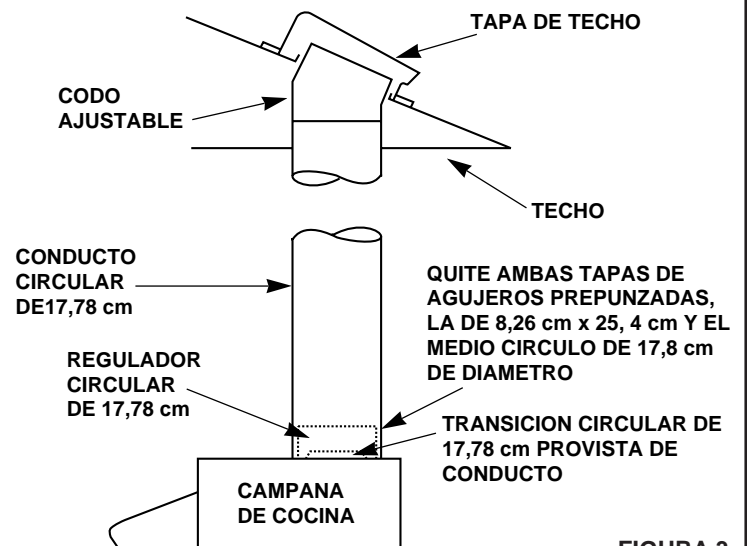 TAPA DE TECHO
CODO
AJUSTABLE
TECHO
CONDUCTO
CIRCULAR
DE17,78 cm
QUITE AMBAS TAPAS DE
AGUJEROS PREPUNZADAS,
LA DE 8,26 cm x 25, 4 cm Y EL
MEDIO CIRCULO DE 17,8 cm
DE DIAMETRO
REGULADOR
CIRCULAR
DE 17,78 cm
TRANSICION CIRCULAR DE
17,78 cm PROVISTA DE
CONDUCTO
CAMPANA
DE COCINA